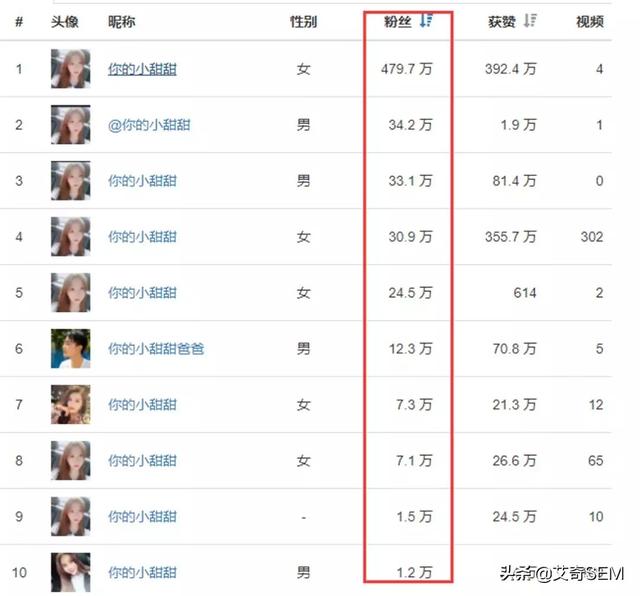 # 头像 昵称 性别 粉丝 获赞 视频
1 你的小甜甜 女 479.7 万 392.4 万 4
2 @你的小甜甜 男 34.2 万 1.9 万 1
3 你的小甜甜 男 33.1 万 81.4 万 0
4 你的小甜甜 女 30.9 万 355.7 万 302
5 你的小甜甜 女 24.5 万 614 2
6 你的小甜甜爸爸 男 12.3 万 70.8 万 5
7 你的小甜甜 女 7.3 万 21.3 万 12
8 你的小甜甜 女 7.1 万 26.6 万 65
9 你的小甜甜 - 1.5 万 24.5 万 10
10 你的小甜甜 男 1.2 万
头条@艾奇SEM